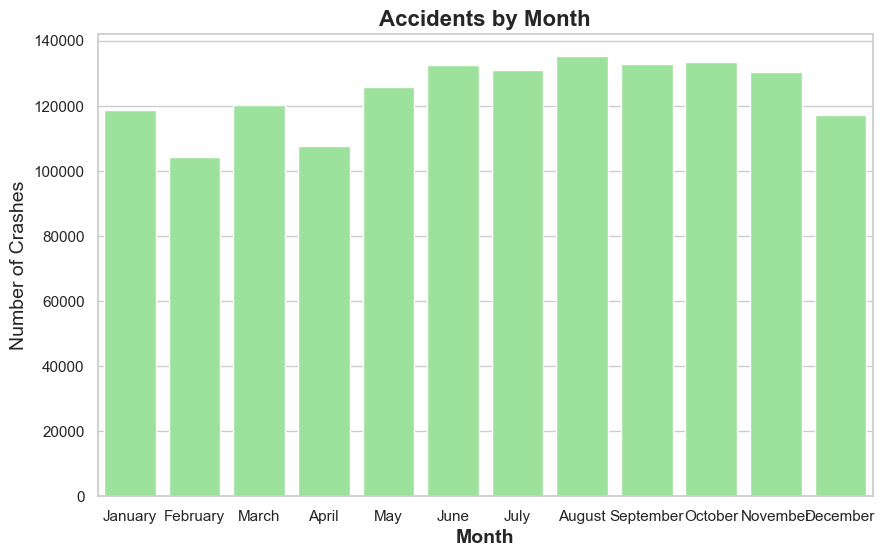 Accidents by Month
Number of Crashes
140000
120000
100000
80000
60000
40000
20000
0
January February March April May June July August September October November December
Month